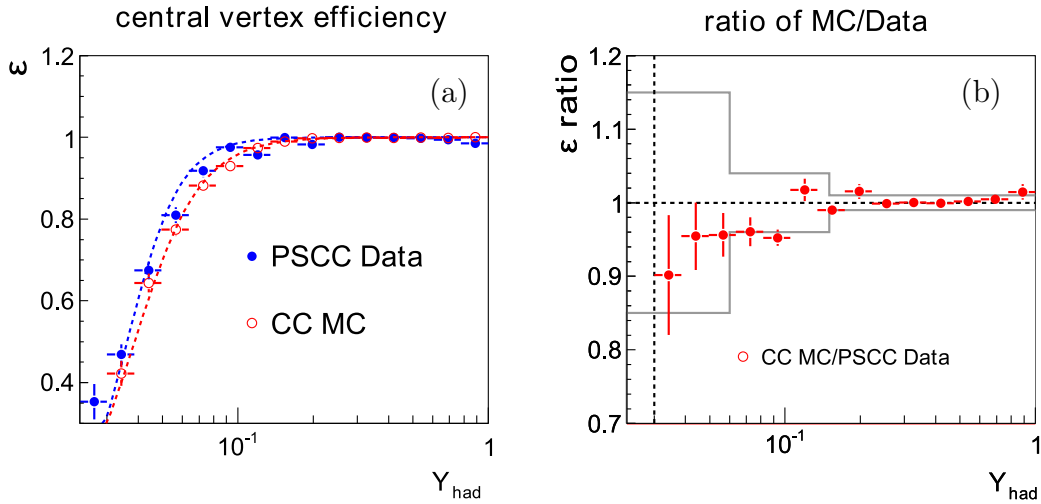 central vertex efficiency
ε
1.2
1
0.8
0.6
0.4
(a)
PSCC Data
CC MC
10⁻¹
1
Y_had
ratio of MC/Data
ε ratio
1.2
1.1
1
0.9
0.8
0.7
(b)
CC MC/PSCC Data
10⁻¹
1
Y_had